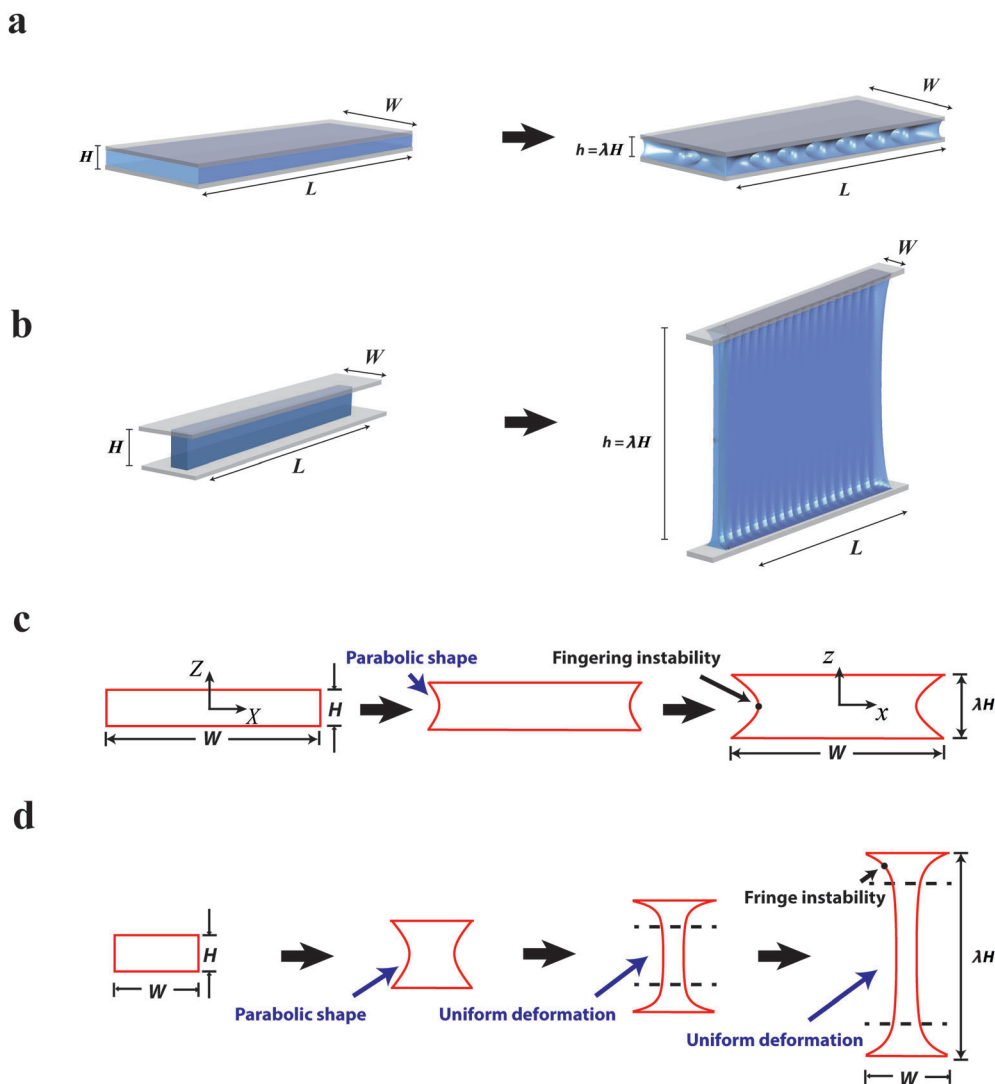 a
W
H
L
W
h = λH
L
b
W
H
L
W
h = λH
L
c
Z
X
H
W
Parabolic shape
Fingering instability
z
x
λH
W
d
H
W
Parabolic shape
Uniform deformation
Fringe instability
Uniform deformation
λH
W